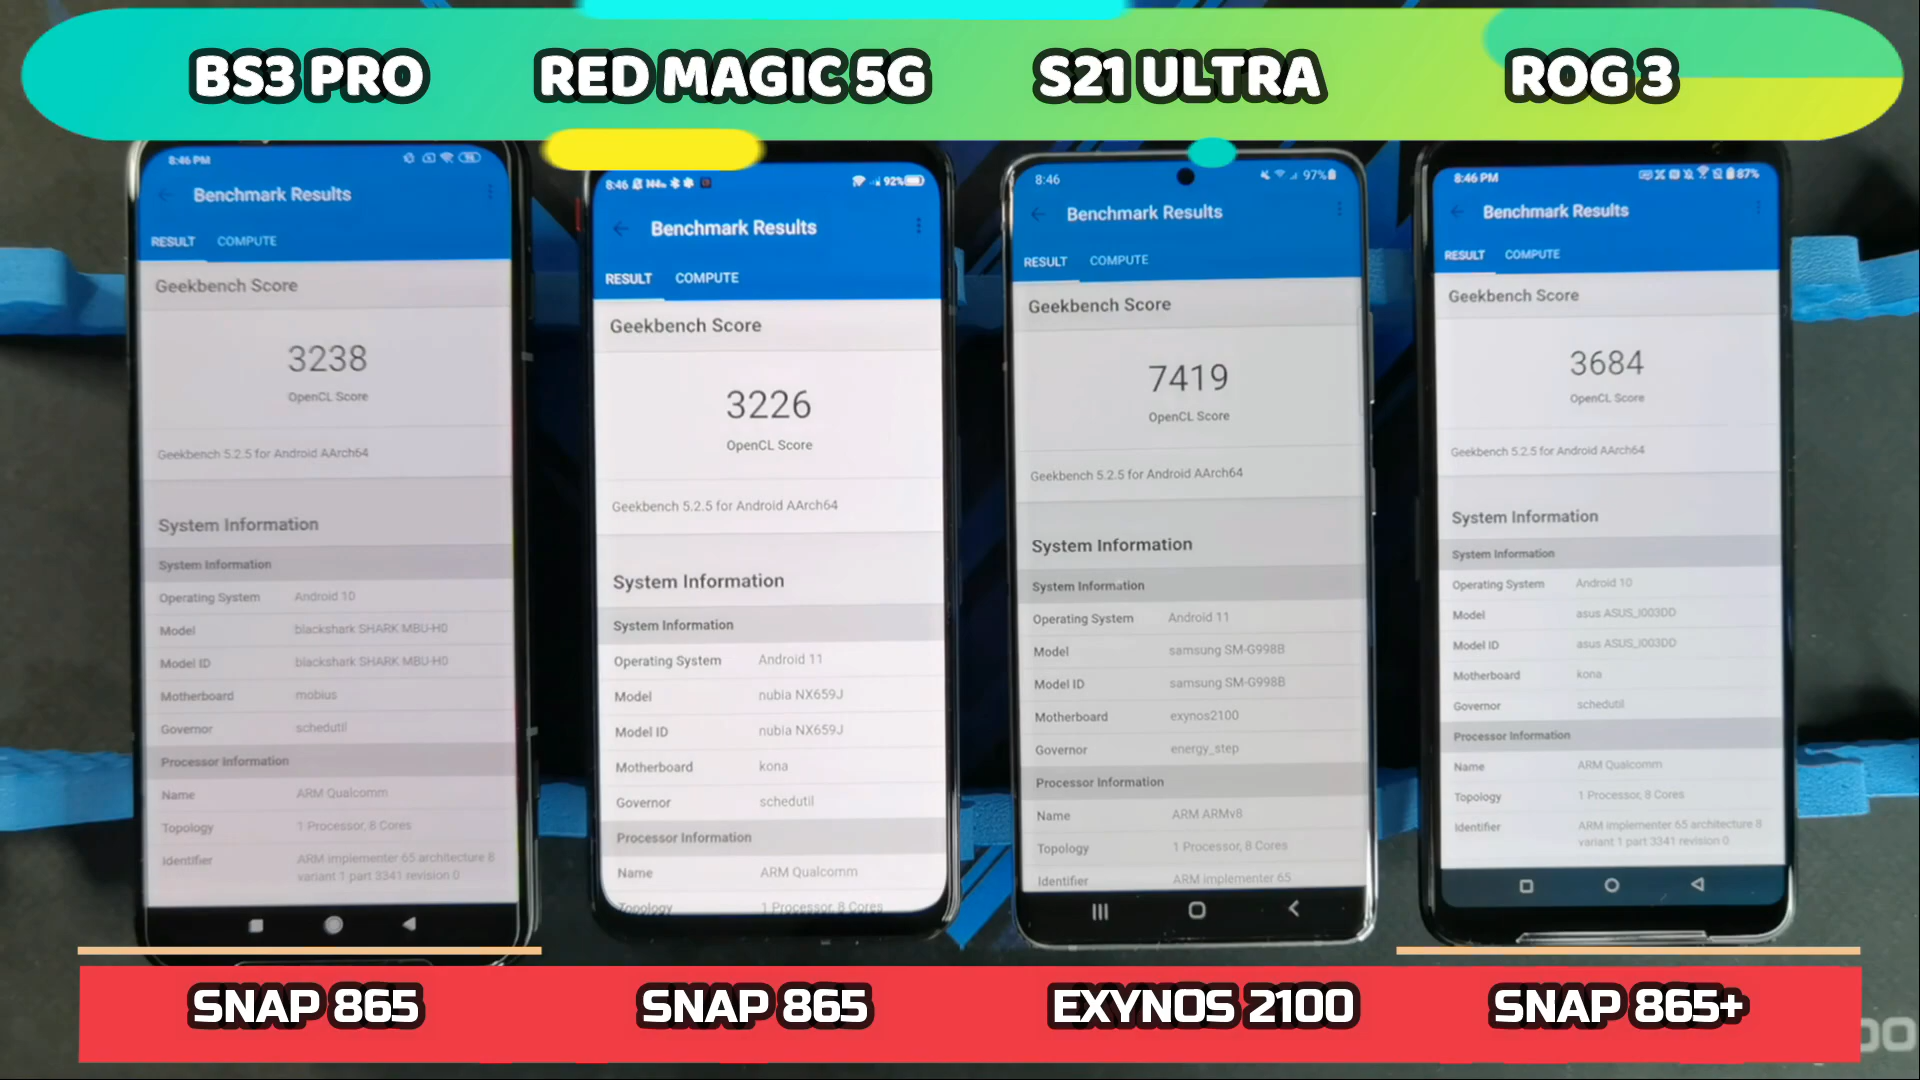 BS3 PRO
RED MAGIC 5G
S21 ULTRA
ROG 3
8:46 PM
Benchmark Results
RESULT COMPUTE
Geekbench Score
3238
OpenCL Score
Geekbench 5.2.5 for Android AArch64
System Information
System Information
Operating System Android 10
Model blackshark SHARK MBU-H0
Model ID blackshark SHARK MBU-H0
Motherboard mobius
Governor schedutil
Processor Information
Name ARM Qualcomm
Topology 1 Processor, 8 Cores
Identifier ARM implementer 65 architecture 8
variant 1 part 3341 revision 0
8:46 92%
Benchmark Results
RESULT COMPUTE
Geekbench Score
3226
OpenCL Score
Geekbench 5.2.5 for Android AArch64
System Information
System Information
Operating System Android 11
Model nubia NX659J
Model ID nubia NX659J
Motherboard kona
Governor schedutil
Processor Information
Name ARM Qualcomm
Topology 1 Processor, 8 Cores
8:46 97%
Benchmark Results
RESULT COMPUTE
Geekbench Score
7419
OpenCL Score
Geekbench 5.2.5 for Android AArch64
System Information
System Information
Operating System Android 11
Model samsung SM-G998B
Model ID samsung SM-G998B
Motherboard exynos2100
Governor energy_step
Processor Information
Name ARM ARMv8
Topology 1 Processor, 8 Cores
Identifier ARM implementer 65
8:46 PM 87%
Benchmark Results
RESULT COMPUTE
Geekbench Score
3684
OpenCL Score
Geekbench 5.2.5 for Android AArch64
System Information
System Information
Operating System Android 10
Model asus ASUS_I003DD
Model ID asus ASUS_I003DD
Motherboard kona
Governor schedutil
Processor Information
Name ARM Qualcomm
Topology 1 Processor, 8 Cores
Identifier ARM implementer 65 architecture 8
variant 1 part 3341 revision 0
SNAP 865
SNAP 865
EXYNOS 2100
SNAP 865+